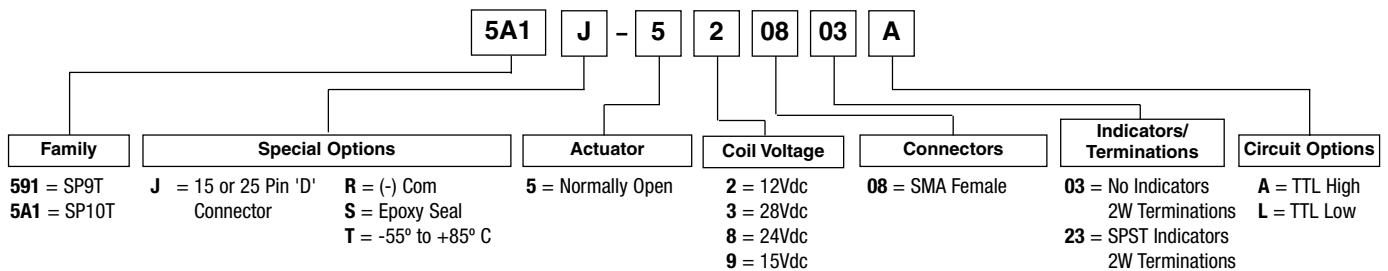 5A1 J - 5 2 08 03 A
Family
591 = SP9T
5A1 = SP10T
Special Options
J = 15 or 25 Pin 'D'
Connector
R = (-) Com
S = Epoxy Seal
T = -55º to +85º C
Actuator
5 = Normally Open
Coil Voltage
2 = 12Vdc
3 = 28Vdc
8 = 24Vdc
9 = 15Vdc
Connectors
08 = SMA Female
Indicators/
Terminations
03 = No Indicators
2W Terminations
23 = SPST Indicators
2W Terminations
Circuit Options
A = TTL High
L = TTL Low